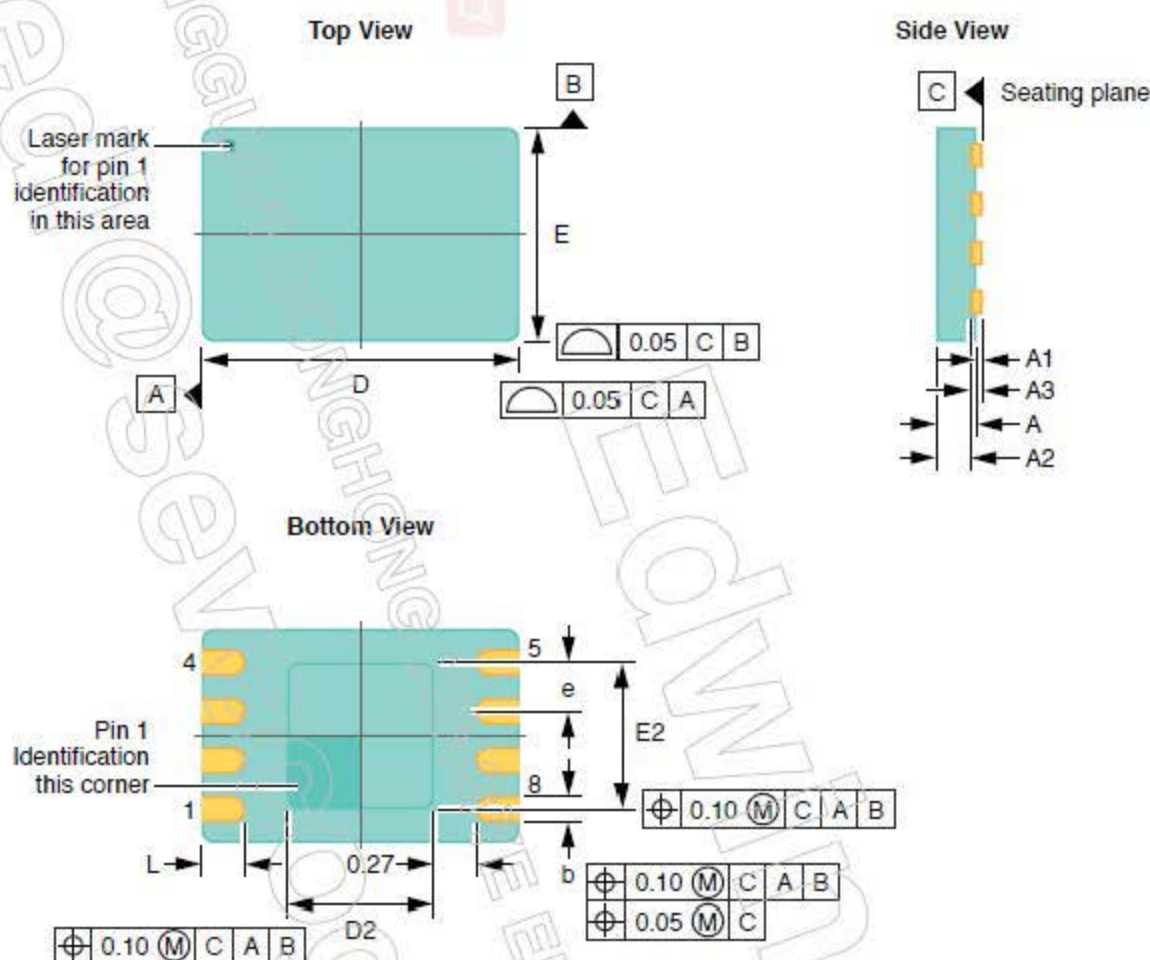 Top View
Side View
B
C
Seating plane
Laser mark
for pin 1
identification
in this area
E
0.05 C B
A
D
0.05 C A
A1
A3
A
A2
Bottom View
4
5
e
E2
Pin 1
Identification
this corner
8
1
0.10 M C A B
L
0.27
b
0.10 M C A B
0.05 M C
D2
0.10 M C A B
Edwin